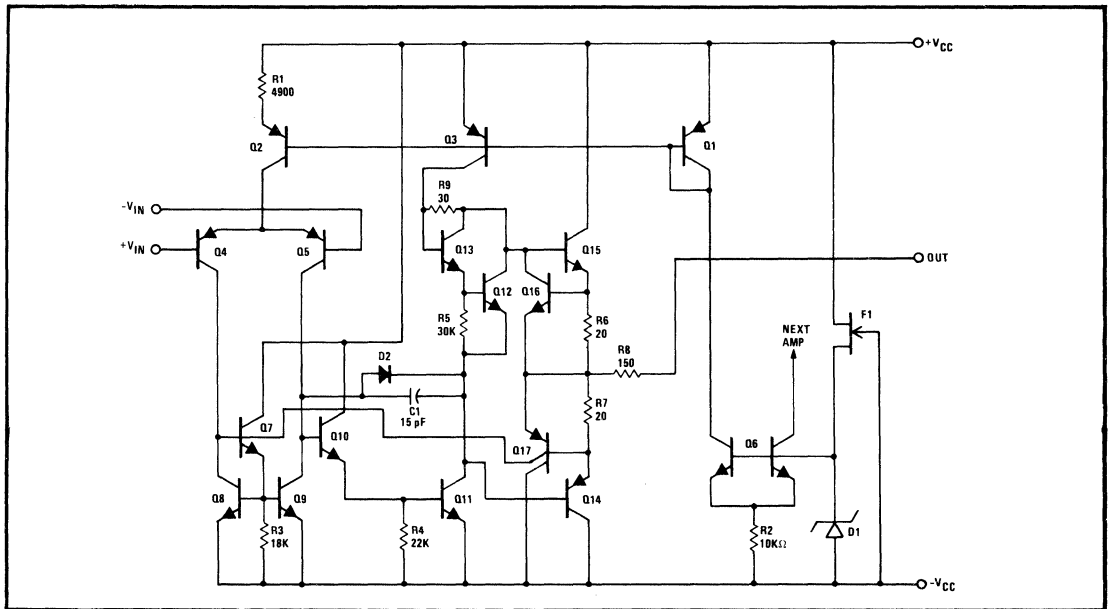 +VCC
R1
4900
Q2
Q3
Q1
R9
30
-VIN
+VIN
Q4
Q5
Q13
Q15
OUT
Q12
Q16
R5
30K
R6
20
NEXT
AMP
F1
D2
R8
150
C1
15 pF
R7
20
Q7
Q10
Q17
Q6
Q8
Q9
Q11
Q14
R3
18K
R4
22K
R2
10KΩ
D1
-VCC